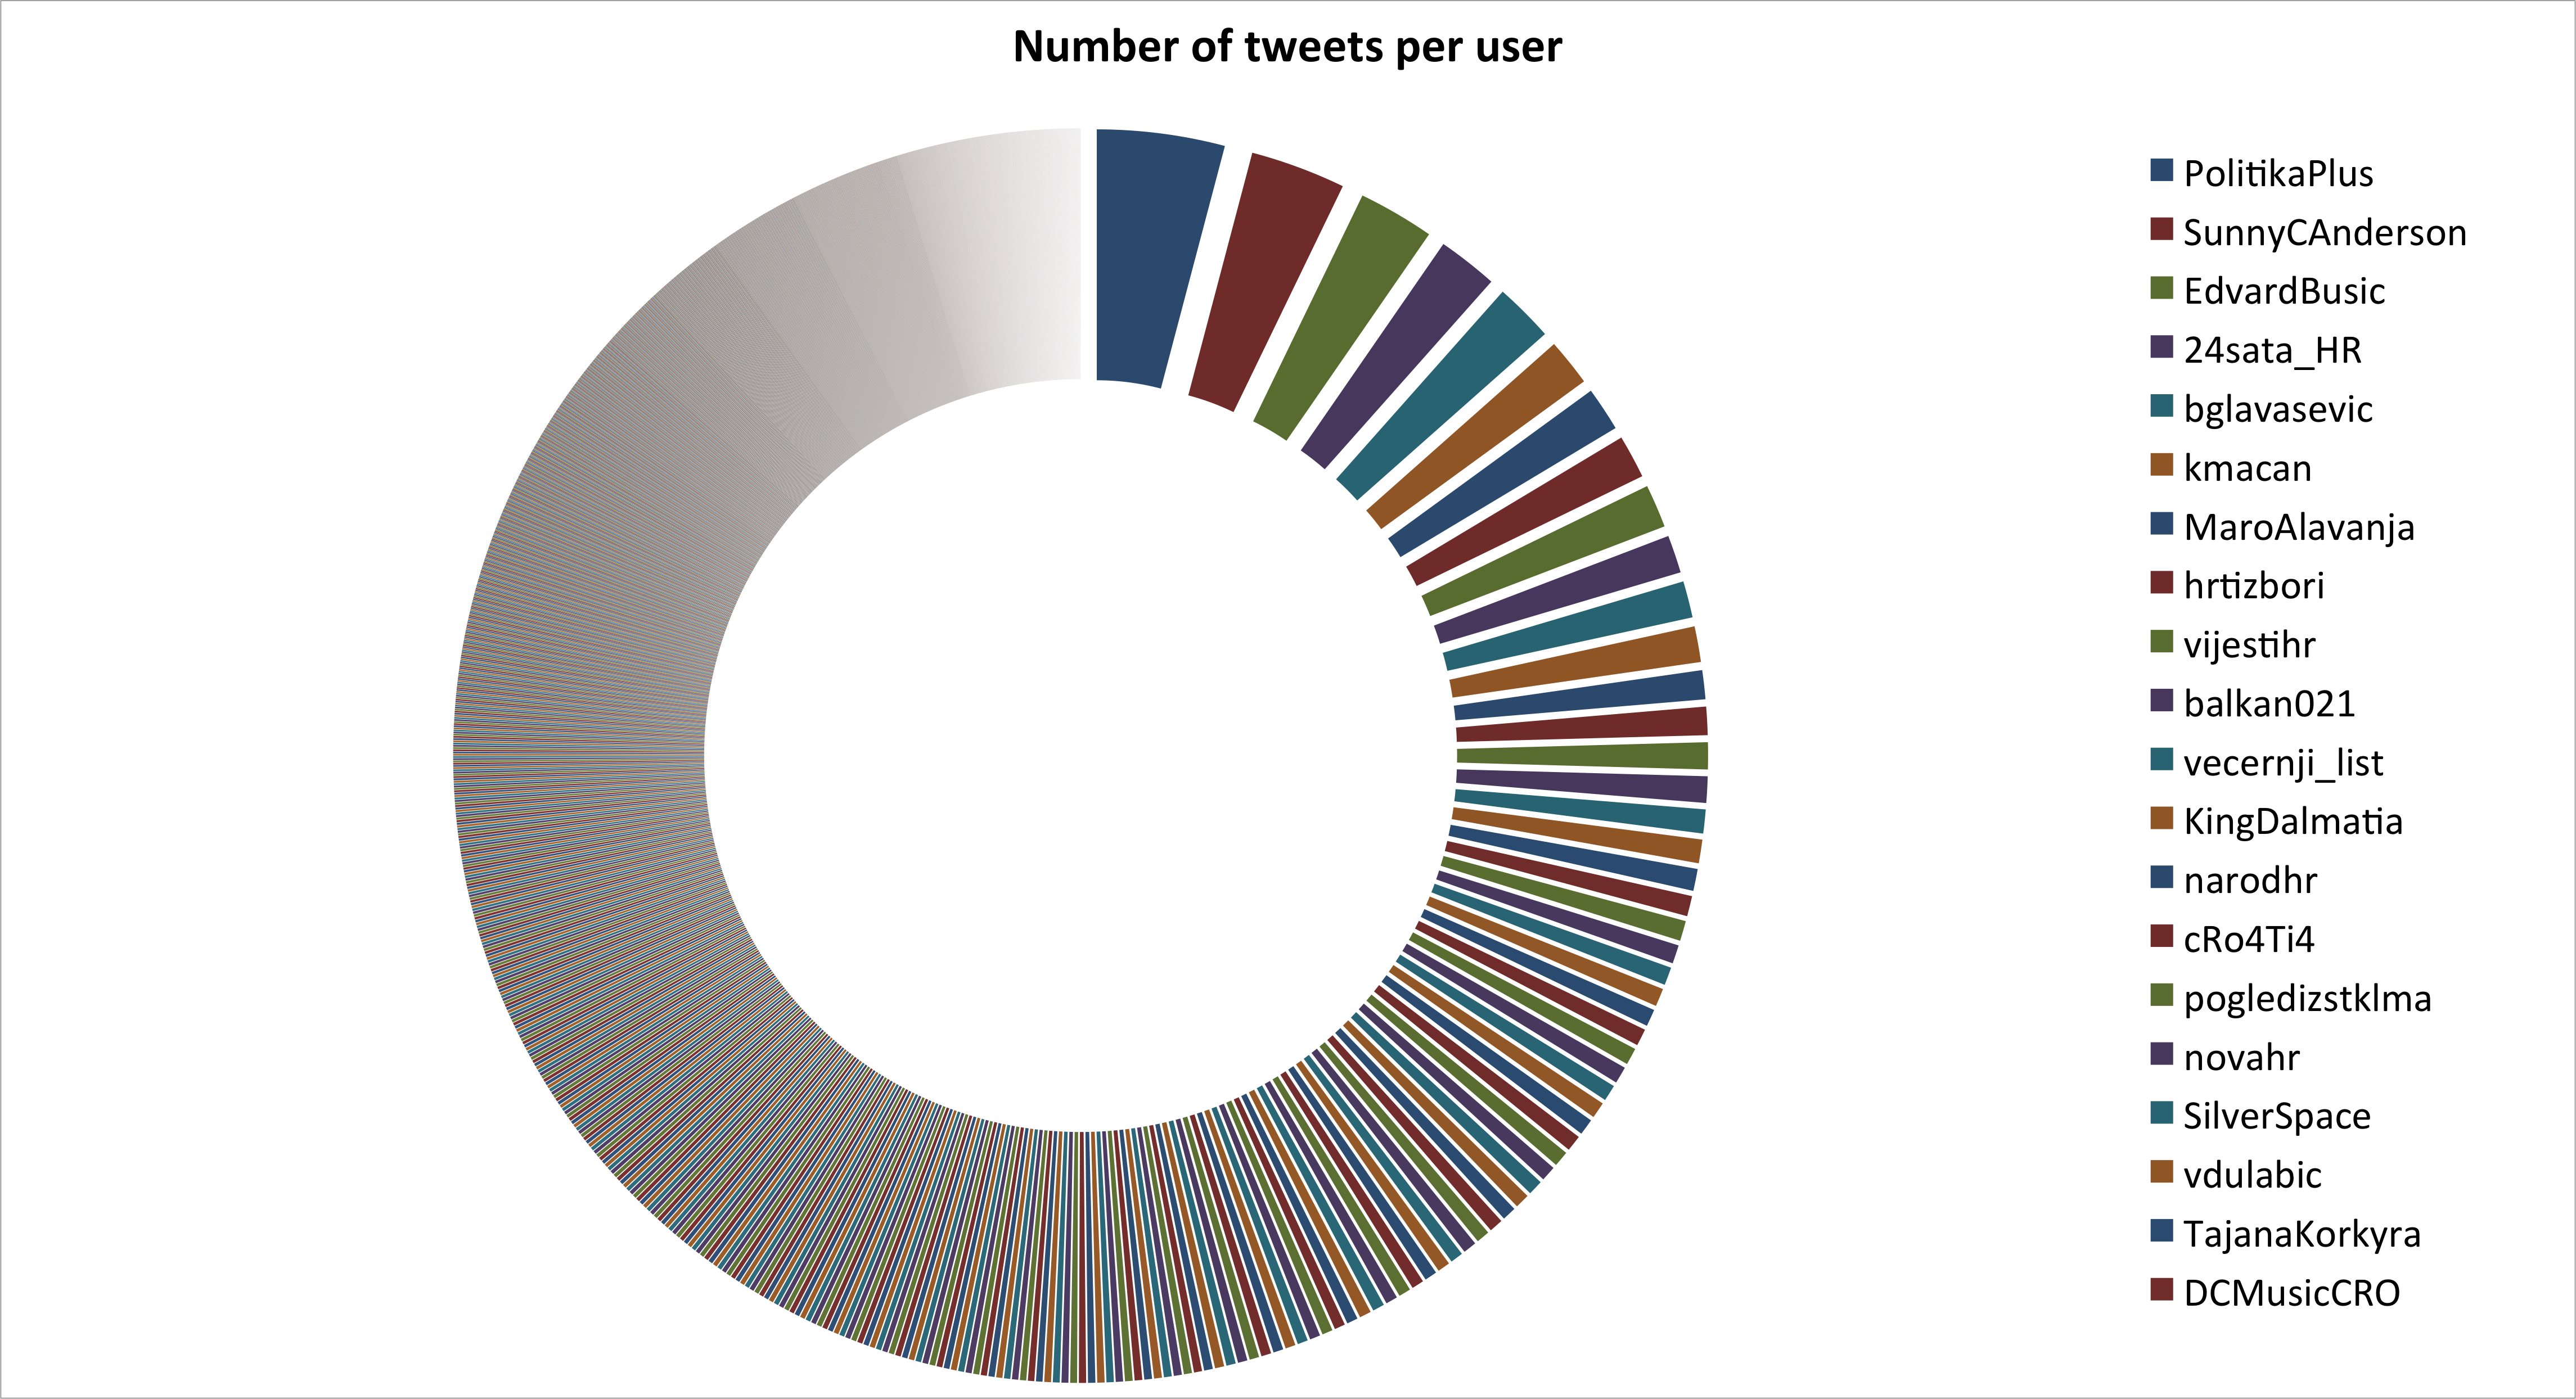 Number of tweets per user
PolitikaPlus
SunnyCAnderson
EdvardBusic
24sata_HR
bglavasevic
kmacan
MaroAlavanja
hrtizbori
vijestihr
balkan021
vecernji_list
KingDalmatia
narodhr
cRo4Ti4
pogledizstklma
novahr
SilverSpace
vdulabic
TajanaKorkyra
DCMusicCRO